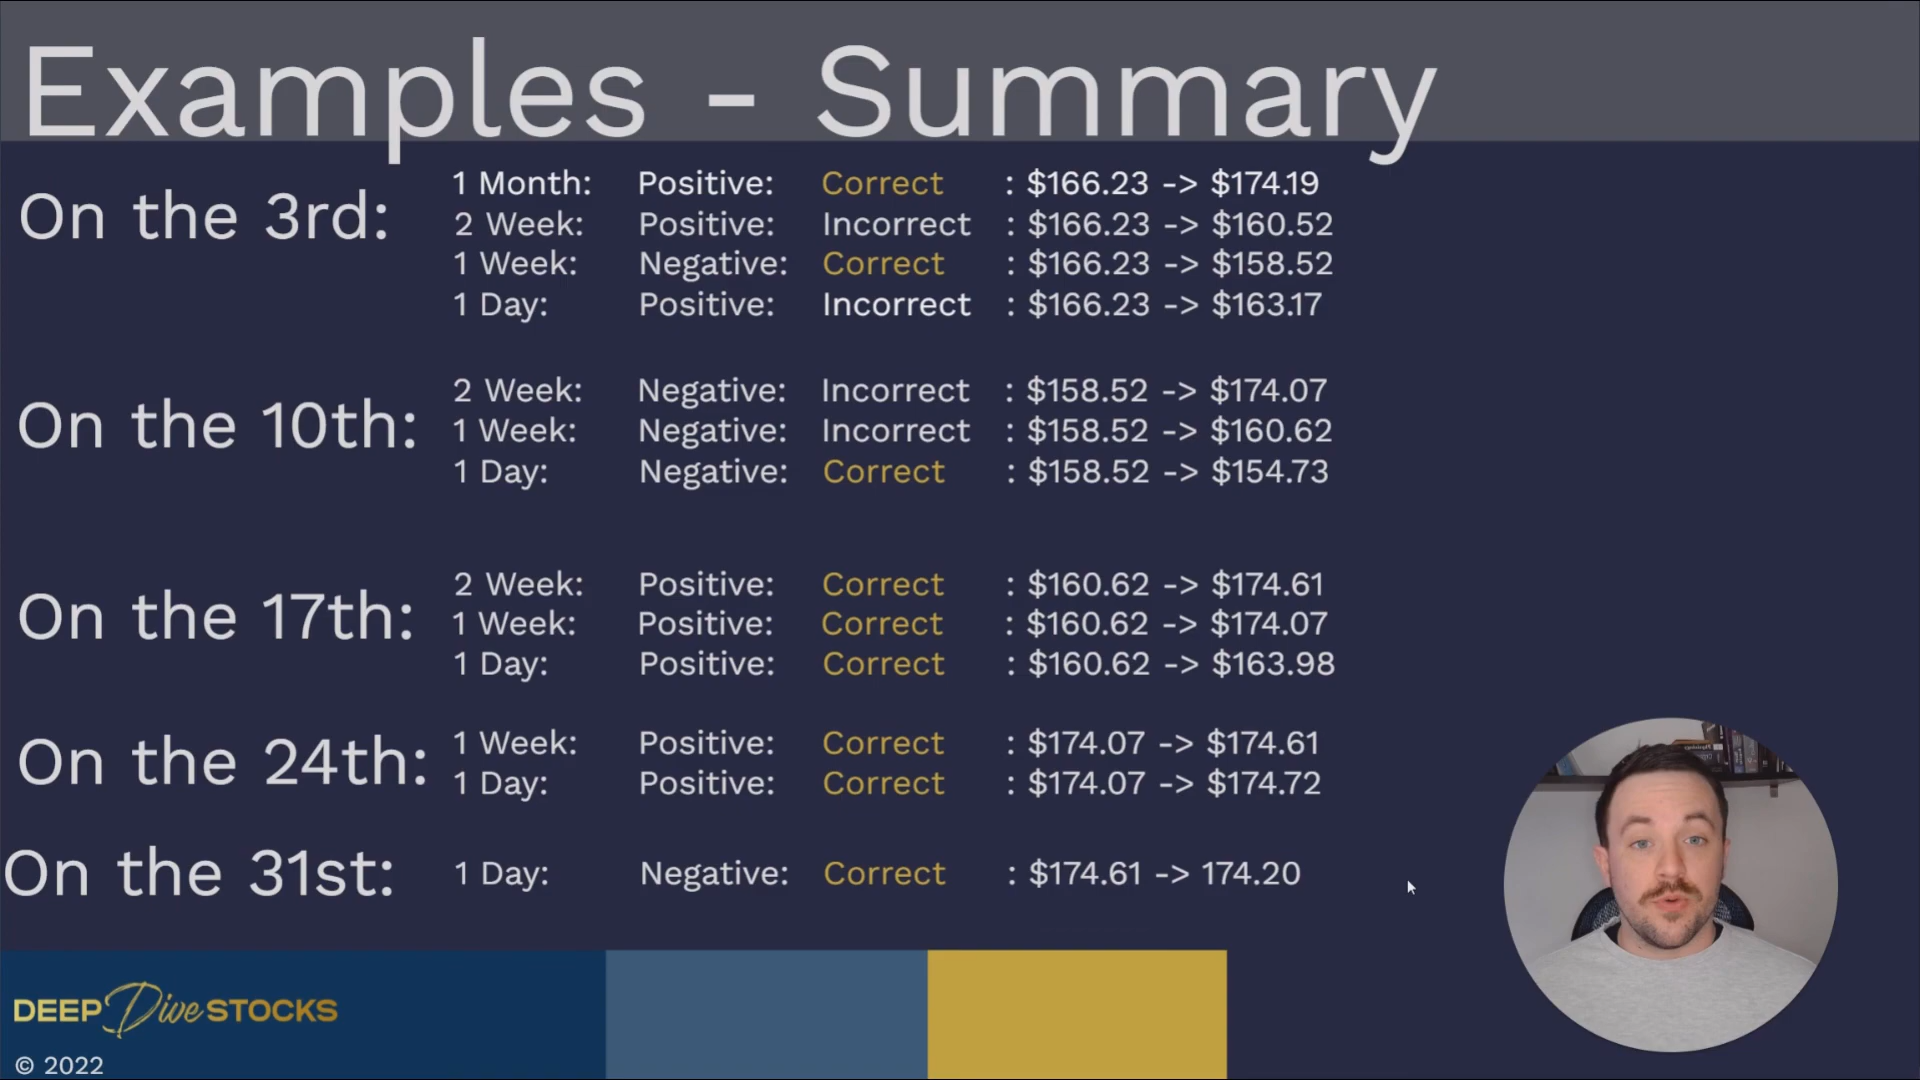 Examples - Summary
On the 3rd:
1 Month: Positive: Correct : $166.23 -> $174.19
2 Week: Positive: Incorrect : $166.23 -> $160.52
1 Week: Negative: Correct : $166.23 -> $158.52
1 Day: Positive: Incorrect : $166.23 -> $163.17
On the 10th:
2 Week: Negative: Incorrect : $158.52 -> $174.07
1 Week: Negative: Incorrect : $158.52 -> $160.62
1 Day: Negative: Correct : $158.52 -> $154.73
On the 17th:
2 Week: Positive: Correct : $160.62 -> $174.61
1 Week: Positive: Correct : $160.62 -> $174.07
1 Day: Positive: Correct : $160.62 -> $163.98
On the 24th:
1 Week: Positive: Correct : $174.07 -> $174.61
1 Day: Positive: Correct : $174.07 -> $174.72
On the 31st:
1 Day: Negative: Correct : $174.61 -> 174.20
DEEP Dive STOCKS
© 2022